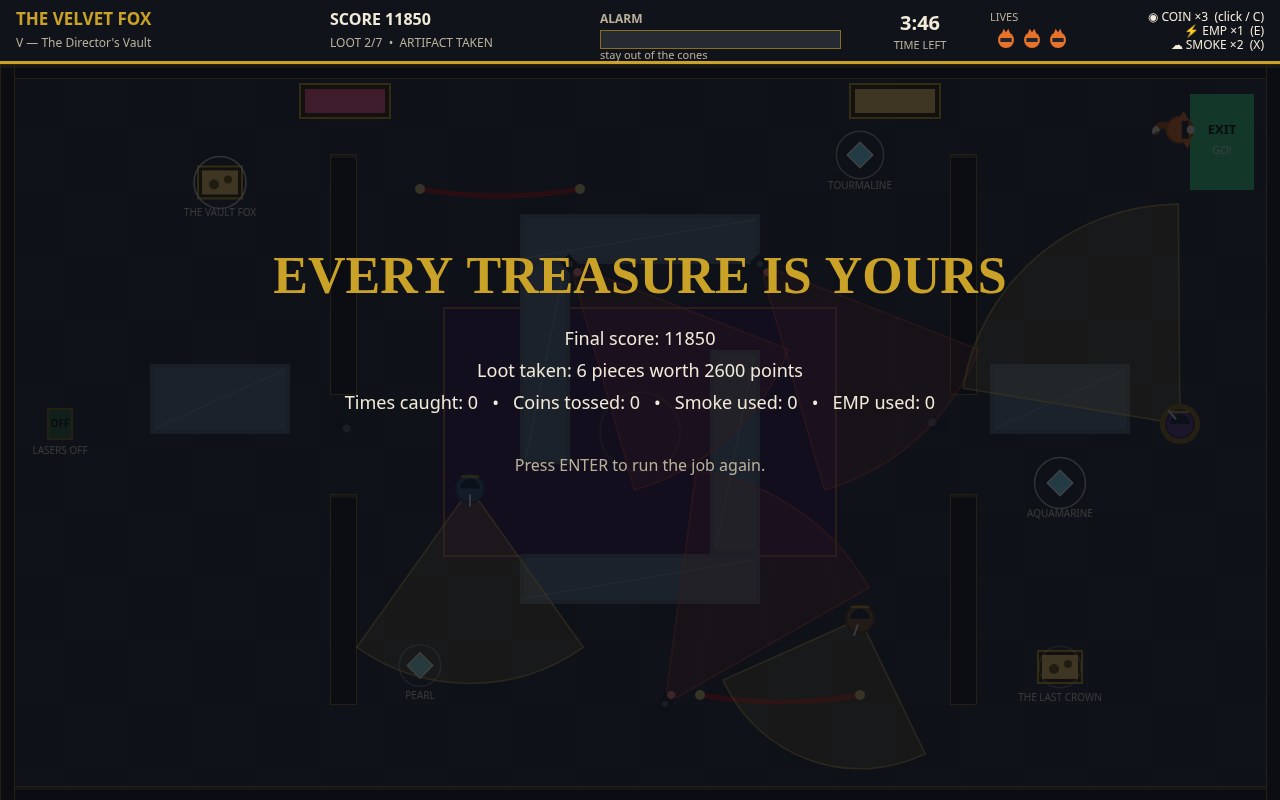 THE VELVET FOX
V — The Director's Vault
SCORE 11850
LOOT 2/7 • ARTIFACT TAKEN
ALARM
stay out of the cones
3:46
TIME LEFT
LIVES
◉ COIN ×3 (click / C)
⚡ EMP ×1 (E)
☁ SMOKE ×2 (X)
EXIT
GO!
TOURMALINE
THE VAULT FOX
EVERY TREASURE IS YOURS
Final score: 11850
Loot taken: 6 pieces worth 2600 points
Times caught: 0 • Coins tossed: 0 • Smoke used: 0 • EMP used: 0
Press ENTER to run the job again.
OFF
LASERS OFF
AQUAMARINE
PEARL
THE LAST CROWN